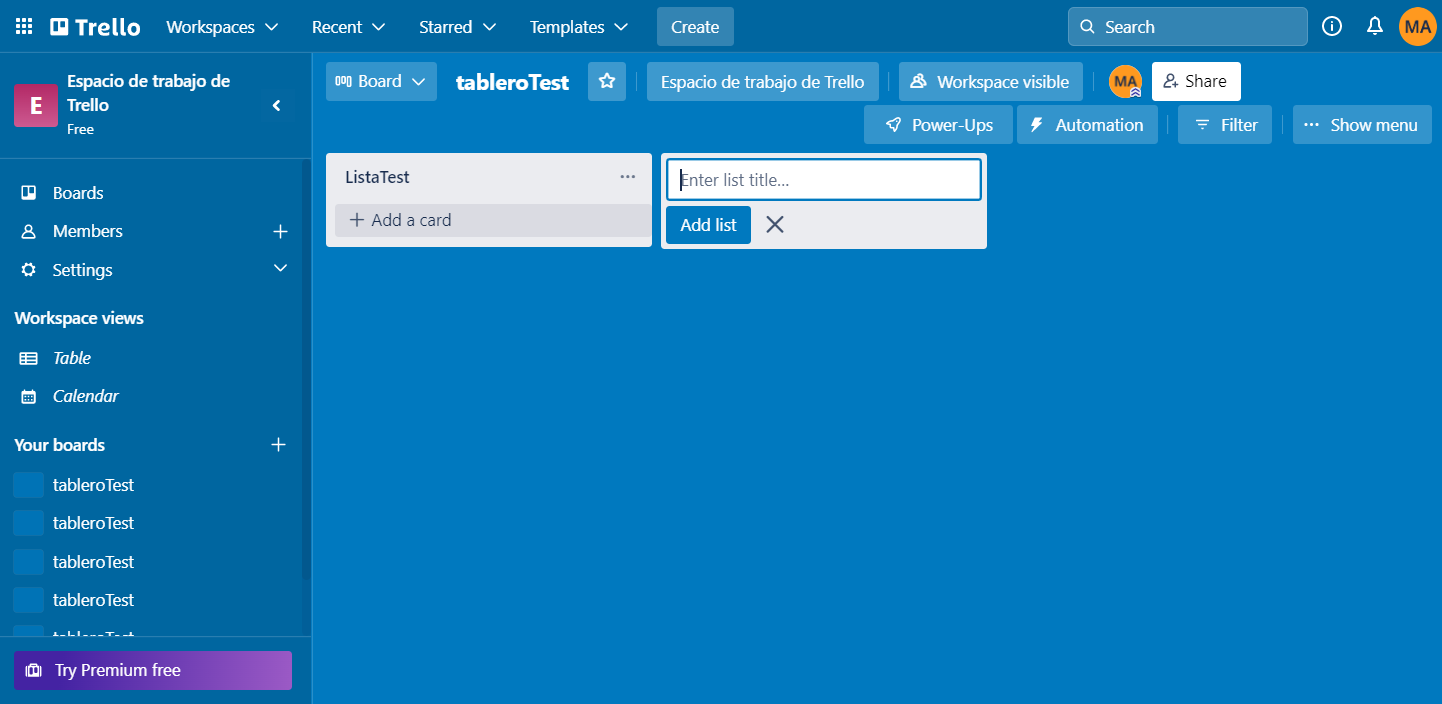 Trello Workspaces Recent Starred Templates Create Search MA
E Espacio de trabajo de
Trello
Free
Board tableroTest Espacio de trabajo de Trello Workspace visible MA Share
Power-Ups Automation Filter Show menu
Boards
Members
Settings
Workspace views
Table
Calendar
Your boards
tableroTest
tableroTest
tableroTest
tableroTest
tableroTest
Try Premium free
ListaTest
Add a card
Enter list title...
Add list